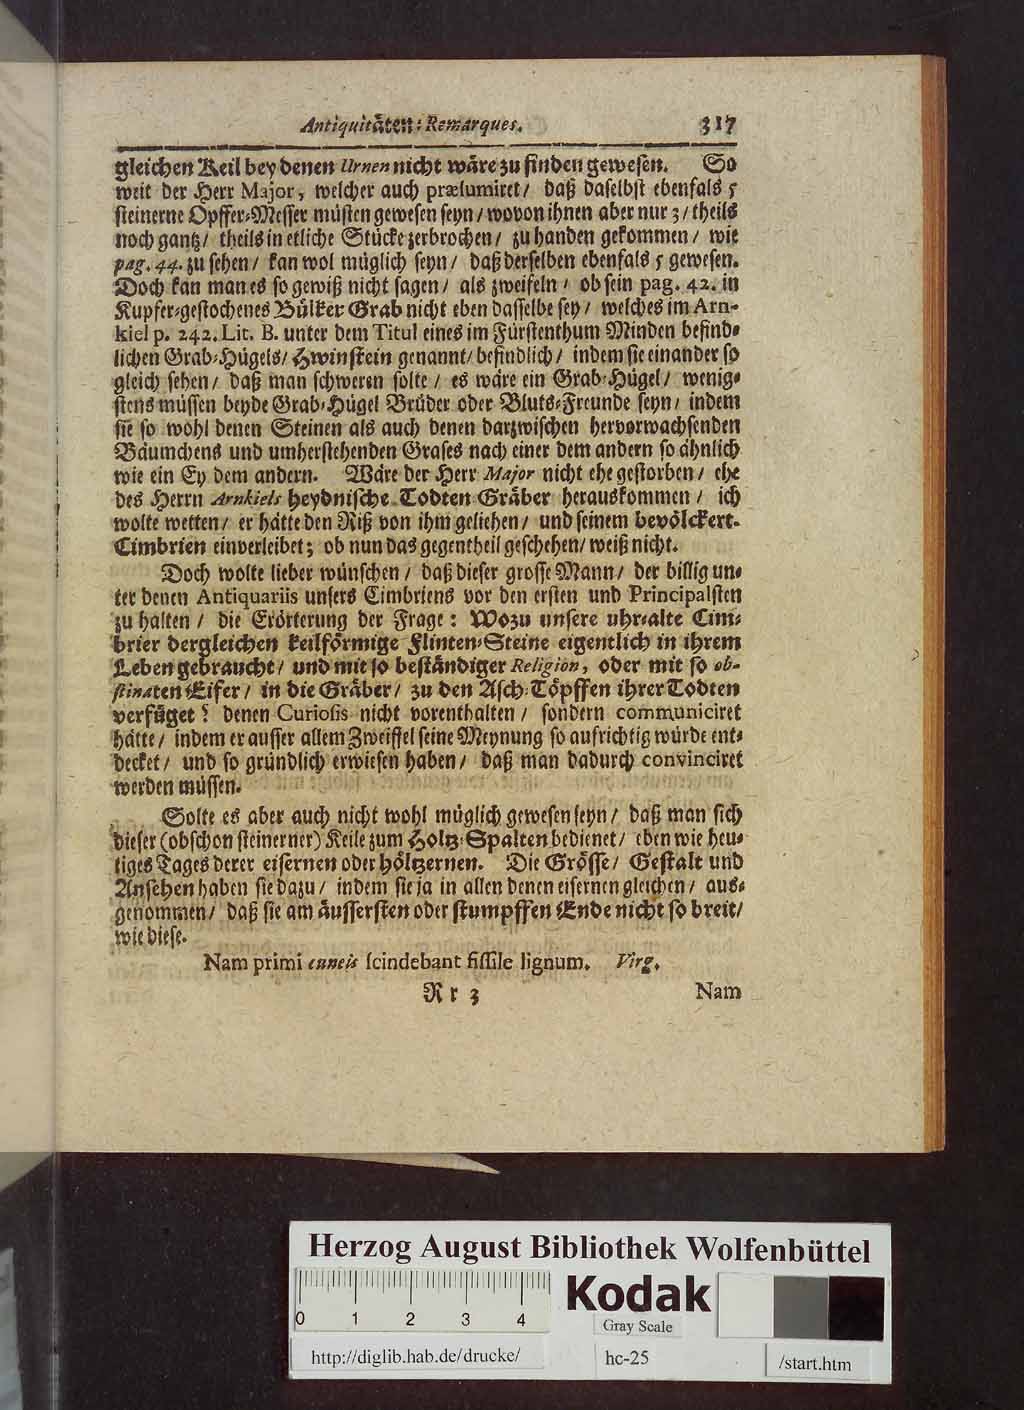 Antiquitäten-Remarques. 317
gleichen Keil bey denen Urnen nicht wäre zu finden gewesen. So
weit der Herr Major, welcher auch præsumiret/ daß daselbst ebenfals 5
steinerne Opffer-Messer müsten gewesen seyn/ wovon ihnen aber nur 3/ theils
noch gantz/ theils in etliche Stücke zerbrochen/ zu handen gekommen/ wie
pag. 44. zu sehen/ kan wol müglich seyn/ daß derselben ebenfals 5 gewesen.
Doch kan man es so gewiß nicht sagen/ als zweifeln/ ob sein pag. 42. in
Kupfer-gestochenes Bülker Grab nicht eben dasselbe sey/ welches im Arn-
kiel p. 242. Lit. B. unter dem Titul eines im Fürstenthum Minden befind-
lichen Grab-Hügels/ Hwinstein genannt/ befindlich/ indem sie einander so
gleich sehen/ daß man schweren solte/ es wäre ein Grab-Hügel/ wenig-
stens müssen beyde Grab-Hügel Brüder oder Bluts-Freunde seyn/ indem
sie so wohl denen Steinen als auch denen darzwischen hervorwachsenden
Bäumchens und umherstehenden Grases nach einer dem andern so ähnlich
wie ein Ey dem andern. Wäre der Herr Major nicht ehe gestorben/ ehe
des Herrn Arnkiels heydnische Todten Gräber herauskommen/ ich
wolte wetten/ er hätte den Riß von ihm geliehen/ und seinem bevölckert-
Cimbrien einverleibet; ob nun das gegentheil geschehen/ weiß nicht.
Doch wolte lieber wünschen/ daß dieser grosse Mann/ der billig un-
ter denen Antiquariis unsers Cimbriens vor den ersten und Principalsten
zu halten/ die Erörterung der Frage: Wozu unsere uhralte Cim-
brier dergleichen keilförmige Flinten-Steine eigentlich in ihrem
Leben gebraucht/ und mit so beständiger Religion, oder mit so ob-
stinaten Eifer/ in die Gräber/ zu den Asch-Töpffen ihrer Todten
verfüget? denen Curiosis nicht vorenthalten/ sondern communiciret
hätte/ indem er ausser allem Zweiffel seine Meynung so aufrichtig würde ent-
decket/ und so gründlich erwiesen haben/ daß man dadurch convinciret
werden müssen.
Solte es aber auch nicht wohl müglich gewesen seyn/ daß man sich
dieser (obschon steinerner) Keile zum Holtz-Spalten bedienet/ eben wie heu-
tiges Tages derer eisernen oder höltzernen. Die Grösse/ Gestalt und
Ansehen haben sie dazu/ indem sie ja in allen denen eisernen gleichen/ aus-
genommen/ daß sie am äussersten oder stumpffen Ende nicht so breit/
wie diese.
Nam primi cuneis scindebant fissile lignum. Virg.
Rr 3 Nam
Herzog August Bibliothek Wolfenbüttel
Kodak
0 1 2 3 4
Gray Scale
http://diglib.hab.de/drucke/ hc-25 /start.htm